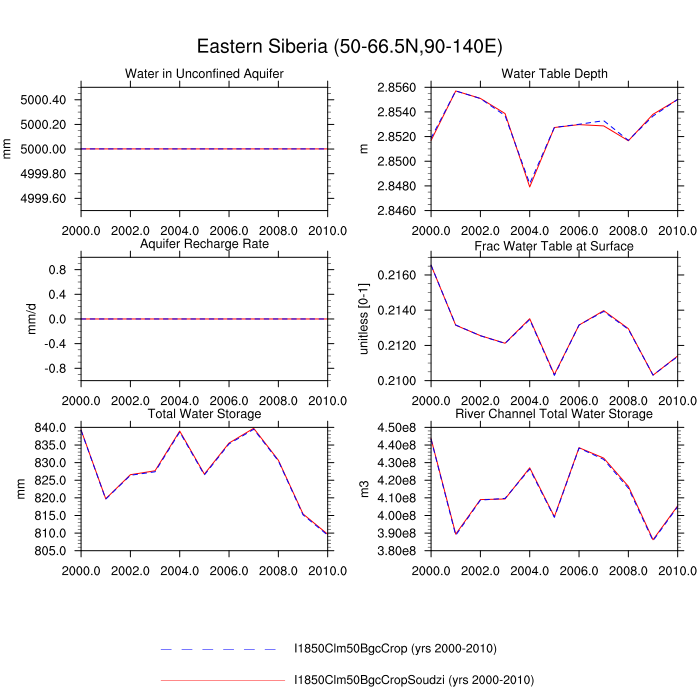 Eastern Siberia (50-66.5N,90-140E)
Water in Unconfined Aquifer
mm
5000.40
5000.20
5000.00
4999.80
4999.60
2000.0 2002.0 2004.0 2006.0 2008.0 2010.0
Water Table Depth
m
2.8560
2.8540
2.8520
2.8500
2.8480
2.8460
2000.0 2002.0 2004.0 2006.0 2008.0 2010.0
Aquifer Recharge Rate
mm/d
0.8
0.4
0.0
-0.4
-0.8
2000.0 2002.0 2004.0 2006.0 2008.0 2010.0
Frac Water Table at Surface
unitless [0-1]
0.2160
0.2140
0.2120
0.2100
2000.0 2002.0 2004.0 2006.0 2008.0 2010.0
Total Water Storage
mm
840.0
835.0
830.0
825.0
820.0
815.0
810.0
805.0
2000.0 2002.0 2004.0 2006.0 2008.0 2010.0
River Channel Total Water Storage
m3
4.50e8
4.40e8
4.30e8
4.20e8
4.10e8
4.00e8
3.90e8
3.80e8
2000.0 2002.0 2004.0 2006.0 2008.0 2010.0
I1850Clm50BgcCrop (yrs 2000-2010)
I1850Clm50BgcCropSoudzi (yrs 2000-2010)